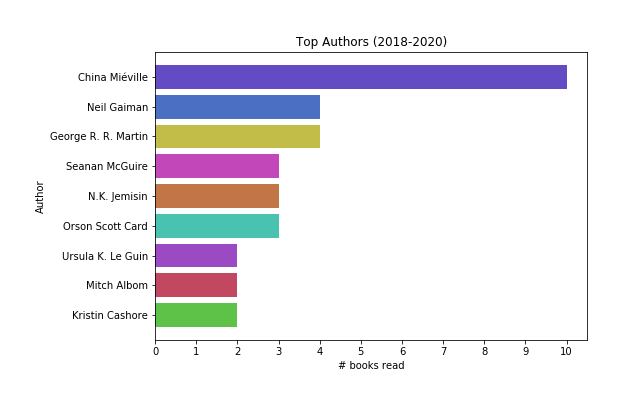 Top Authors (2018-2020)
China Miéville
Neil Gaiman
George R. R. Martin
Seanan McGuire
N.K. Jemisin
Orson Scott Card
Ursula K. Le Guin
Mitch Albom
Kristin Cashore
Author
0 1 2 3 4 5 6 7 8 9 10
# books read